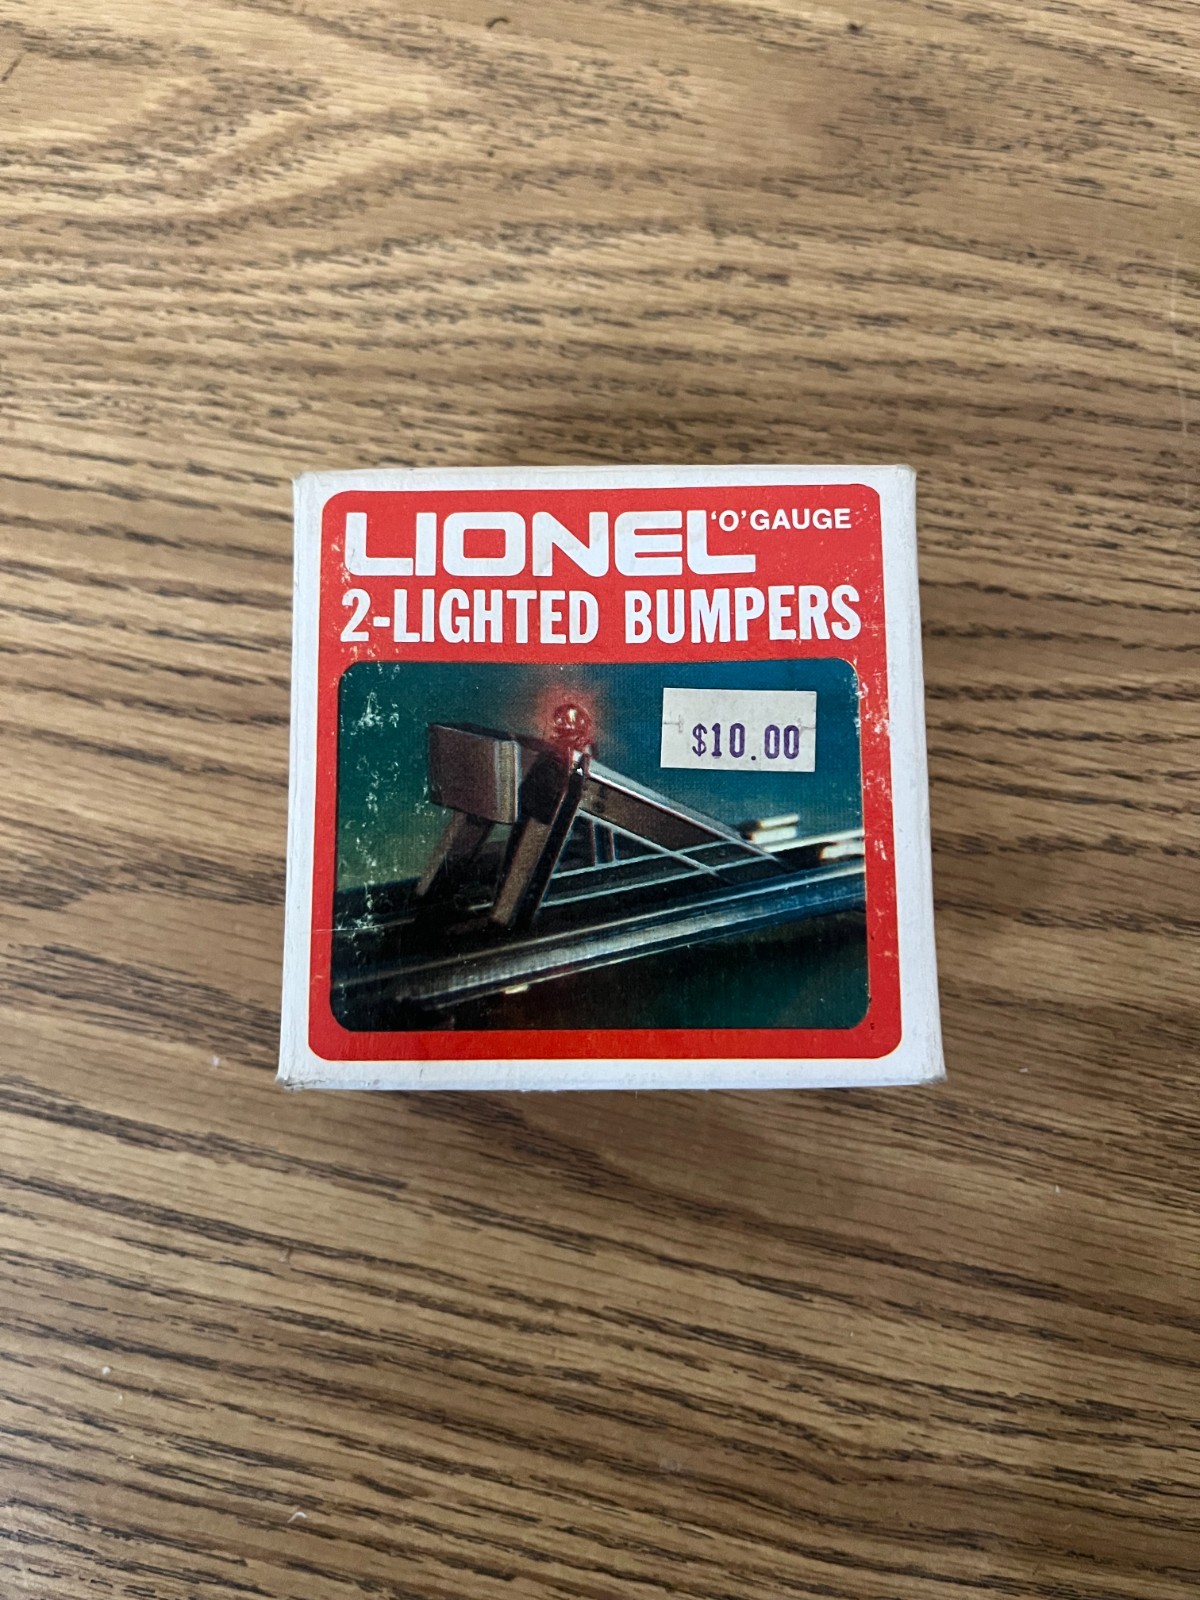 LIONEL 'O' GAUGE
2-LIGHTED BUMPERS
$10.00